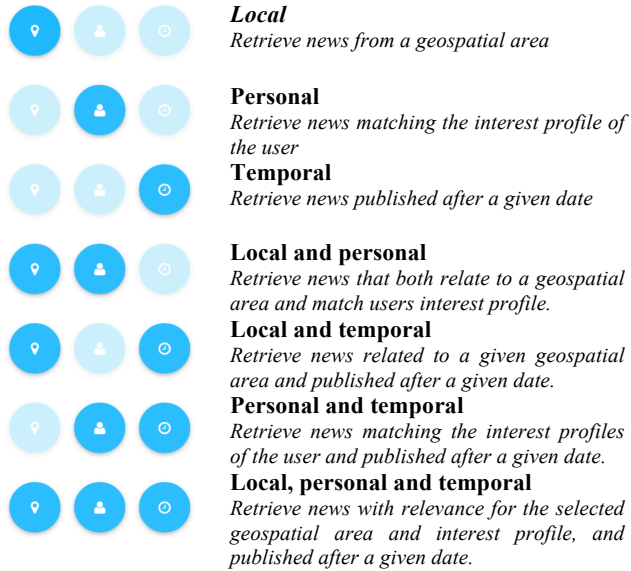 Local
Retrieve news from a geospatial area
Personal
Retrieve news matching the interest profile of
the user
Temporal
Retrieve news published after a given date
Local and personal
Retrieve news that both relate to a geospatial
area and match users interest profile.
Local and temporal
Retrieve news related to a given geospatial
area and published after a given date.
Personal and temporal
Retrieve news matching the interest profiles
of the user and published after a given date.
Local, personal and temporal
Retrieve news with relevance for the selected
geospatial area and interest profile, and
published after a given date.